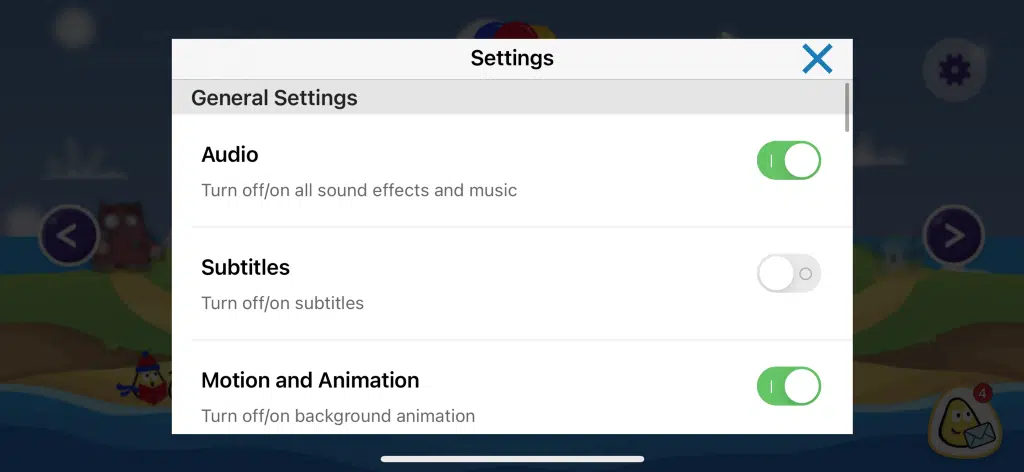 Settings
General Settings
Audio
Turn off/on all sound effects and music
Subtitles
Turn off/on subtitles
Motion and Animation
Turn off/on background animation
4